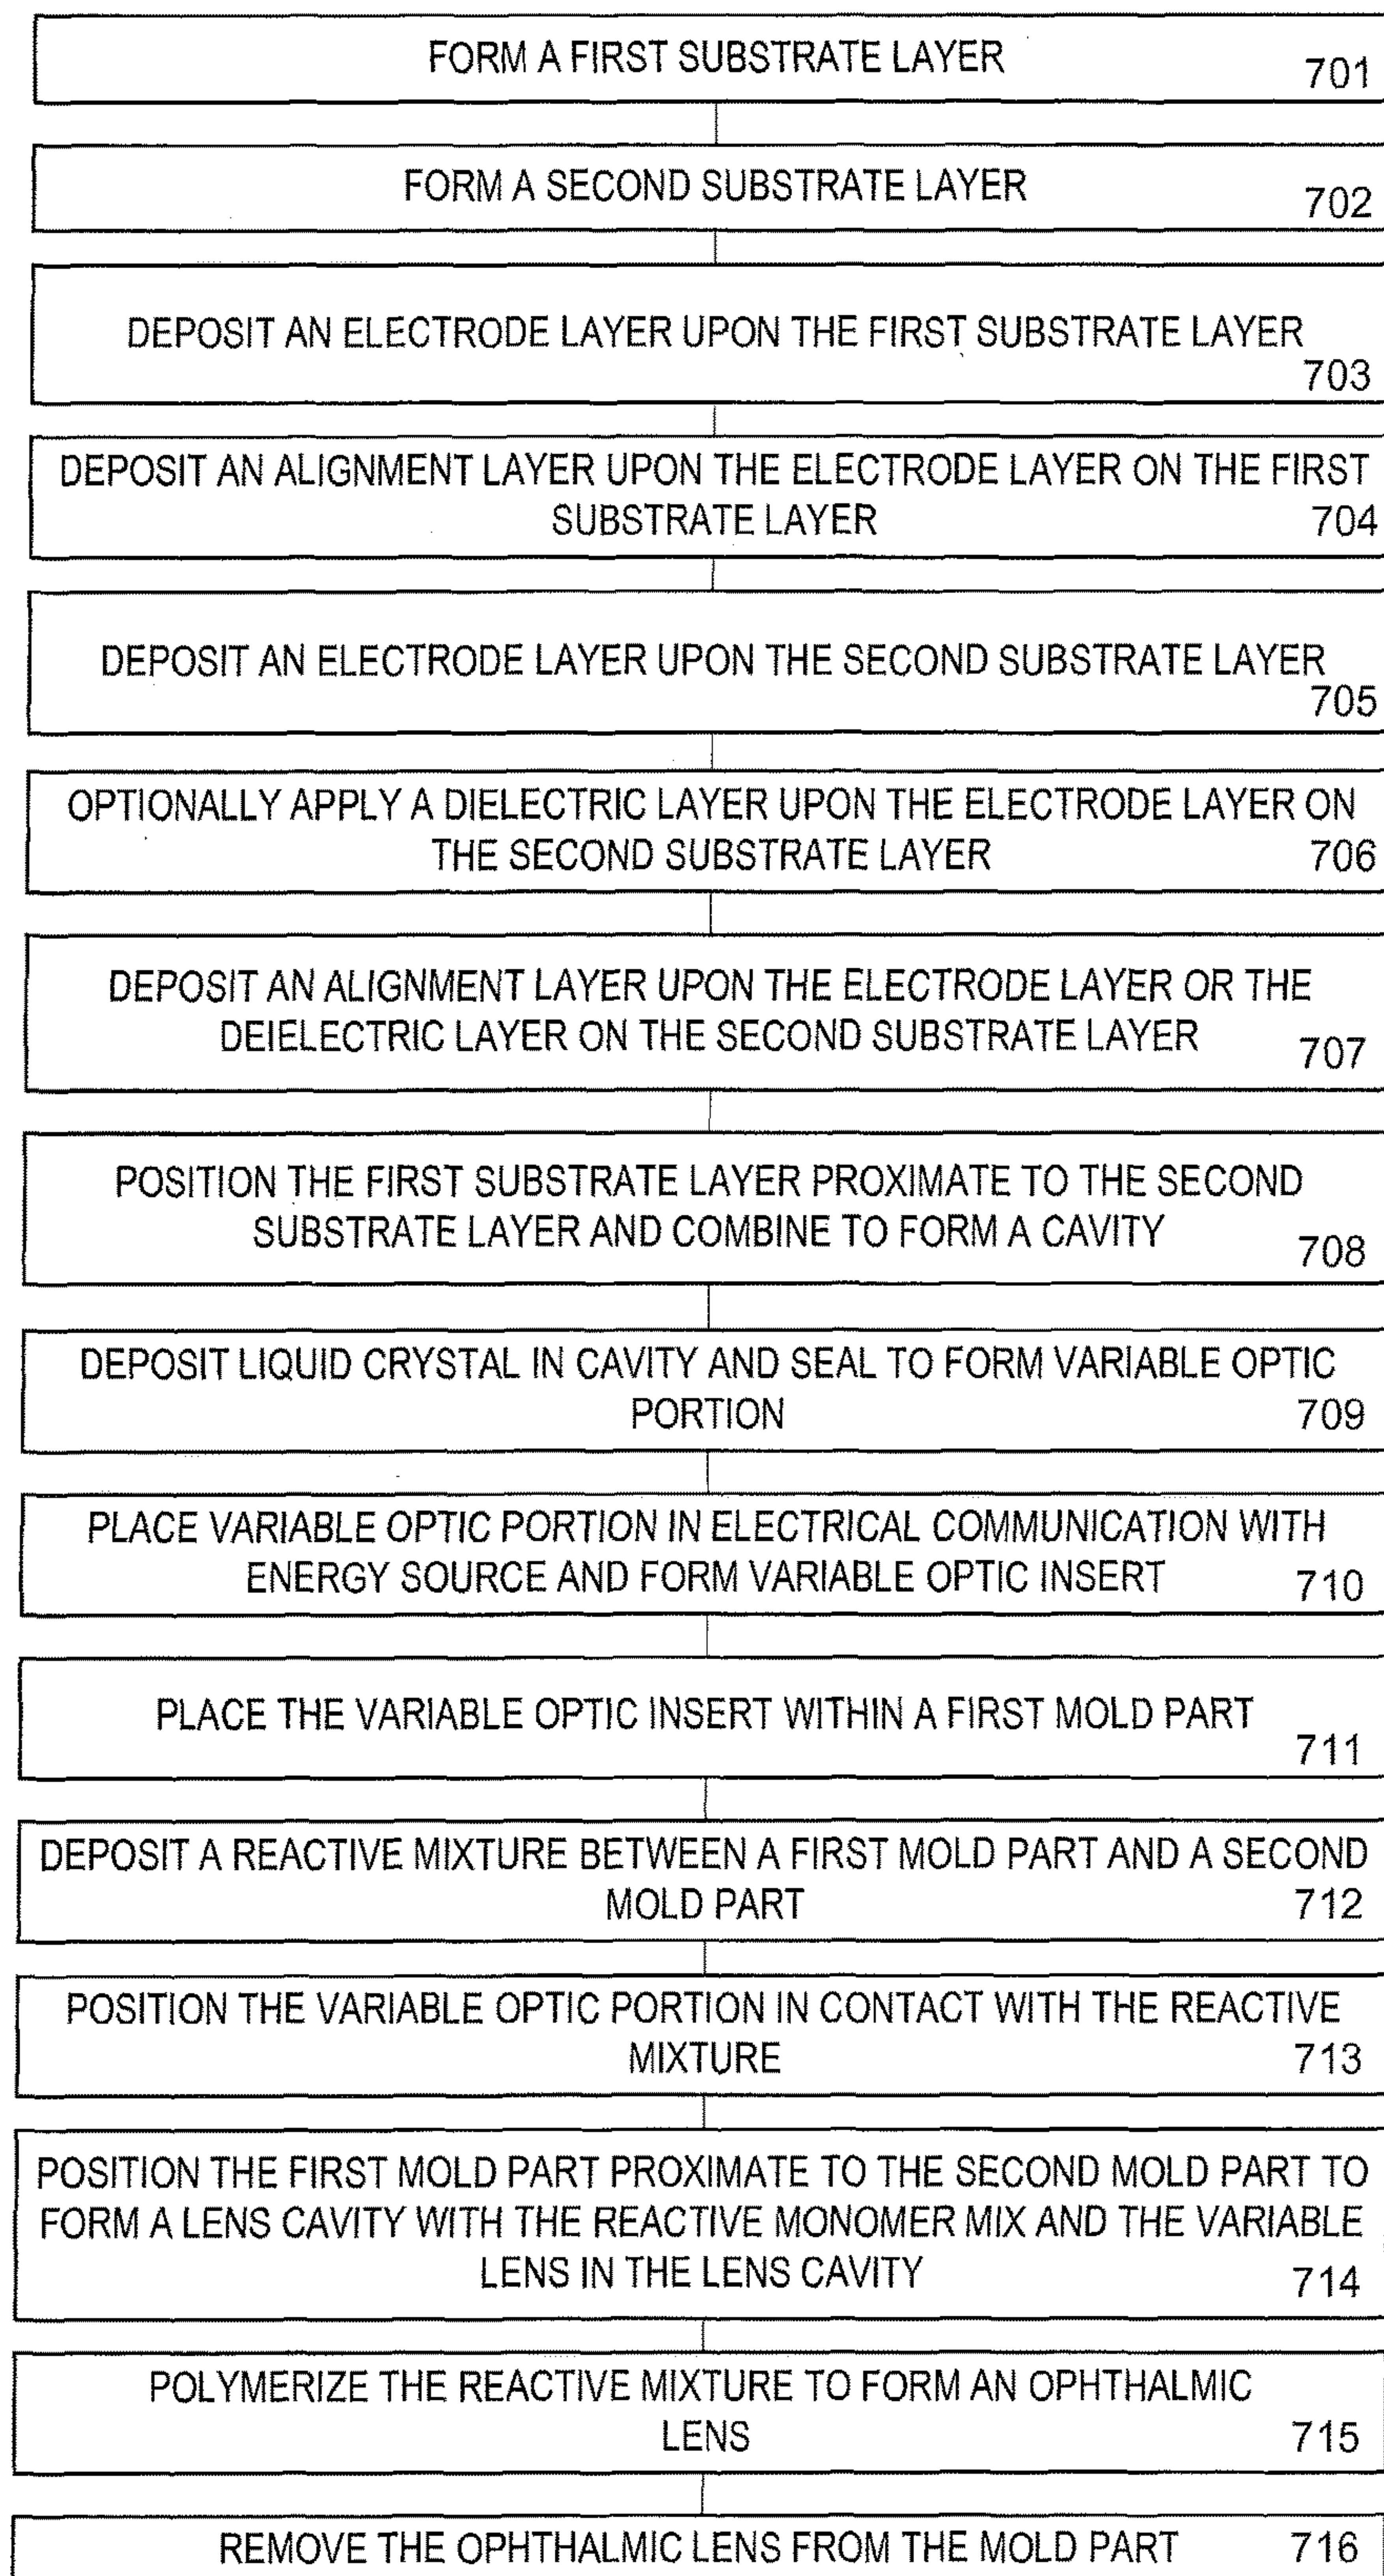 FORM A FIRST SUBSTRATE LAYER
701
FORM A SECOND SUBSTRATE LAYER
702
DEPOSIT AN ELECTRODE LAYER UPON THE FIRST SUBSTRATE LAYER
703
DEPOSIT AN ALIGNMENT LAYER UPON THE ELECTRODE LAYER ON THE FIRST
SUBSTRATE LAYER 704
DEPOSIT AN ELECTRODE LAYER UPON THE SECOND SUBSTRATE LAYER
705
OPTIONALLY APPLY A DIELECTRIC LAYER UPON THE ELECTRODE LAYER ON
THE SECOND SUBSTRATE LAYER 706
DEPOSIT AN ALIGNMENT LAYER UPON THE ELECTRODE LAYER OR THE
DEIELECTRIC LAYER ON THE SECOND SUBSTRATE LAYER 707
POSITION THE FIRST SUBSTRATE LAYER PROXIMATE TO THE SECOND
SUBSTRATE LAYER AND COMBINE TO FORM A CAVITY 708
DEPOSIT LIQUID CRYSTAL IN CAVITY AND SEAL TO FORM VARIABLE OPTIC
PORTION 709
PLACE VARIABLE OPTIC PORTION IN ELECTRICAL COMMUNICATION WITH
ENERGY SOURCE AND FORM VARIABLE OPTIC INSERT 710
PLACE THE VARIABLE OPTIC INSERT WITHIN A FIRST MOLD PART
711
DEPOSIT A REACTIVE MIXTURE BETWEEN A FIRST MOLD PART AND A SECOND
MOLD PART 712
POSITION THE VARIABLE OPTIC PORTION IN CONTACT WITH THE REACTIVE
MIXTURE 713
POSITION THE FIRST MOLD PART PROXIMATE TO THE SECOND MOLD PART TO
FORM A LENS CAVITY WITH THE REACTIVE MONOMER MIX AND THE VARIABLE
LENS IN THE LENS CAVITY 714
POLYMERIZE THE REACTIVE MIXTURE TO FORM AN OPHTHALMIC
LENS 715
REMOVE THE OPHTHALMIC LENS FROM THE MOLD PART 716